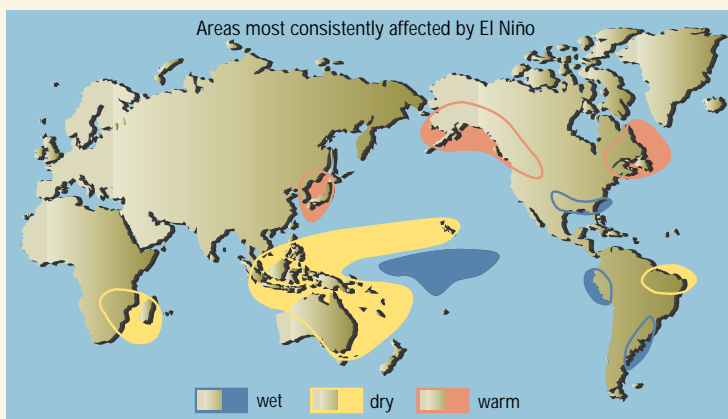 Areas most consistently affected by El Niño
wet dry warm